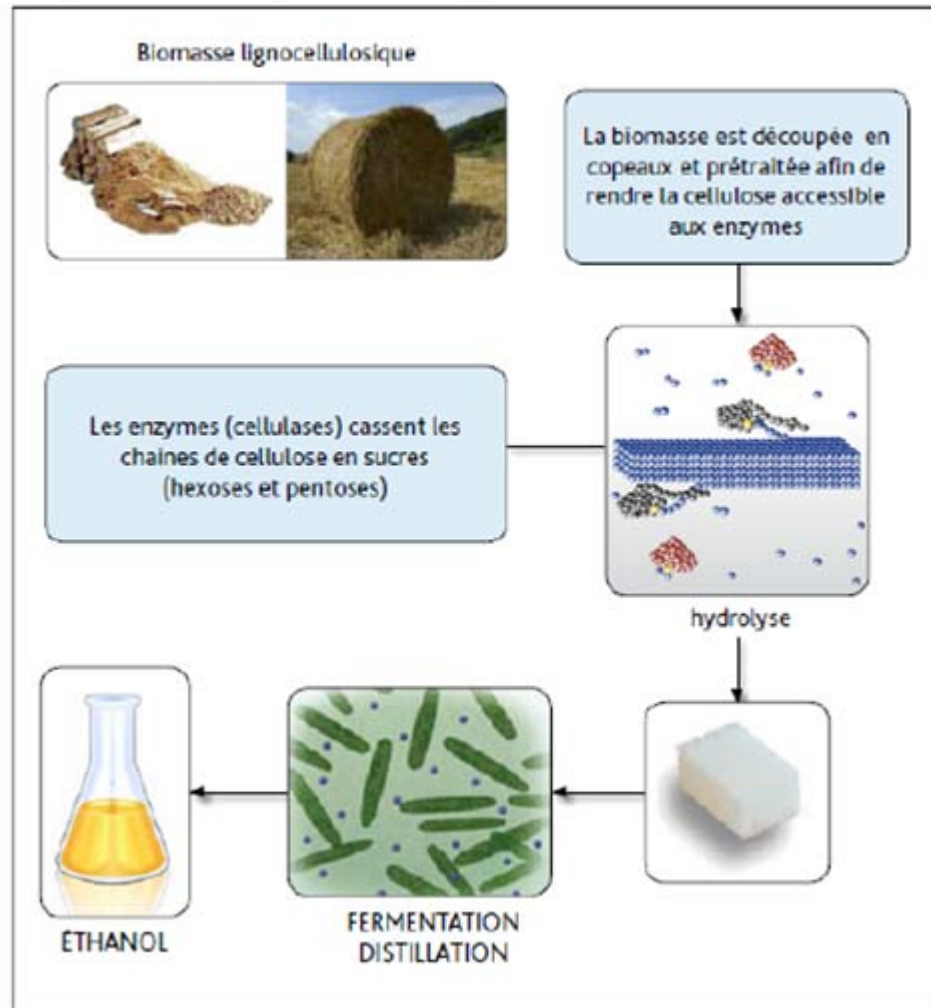 Biomasse lignocellulosique
La biomasse est découpée en
copeaux et prétraitée afin de
rendre la cellulose accessible
aux enzymes
Les enzymes (cellulases) cassent les
chaines de cellulose en sucres
(hexoses et pentoses)
hydrolyse
FERMENTATION
DISTILLATION
ÉTHANOL